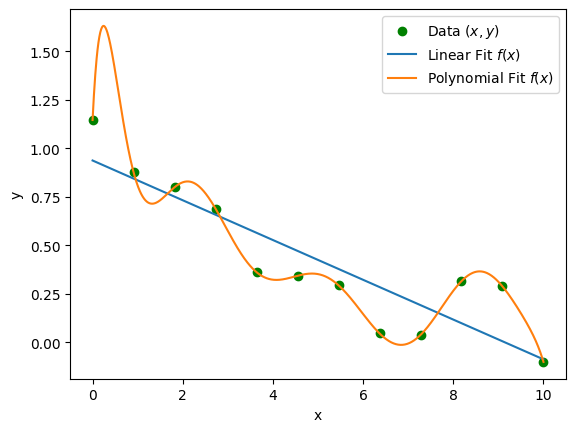 Data (x, y)
Linear Fit f(x)
Polynomial Fit f(x)
1.50
1.25
1.00
0.75
0.50
0.25
0.00
y
0 2 4 6 8 10
x